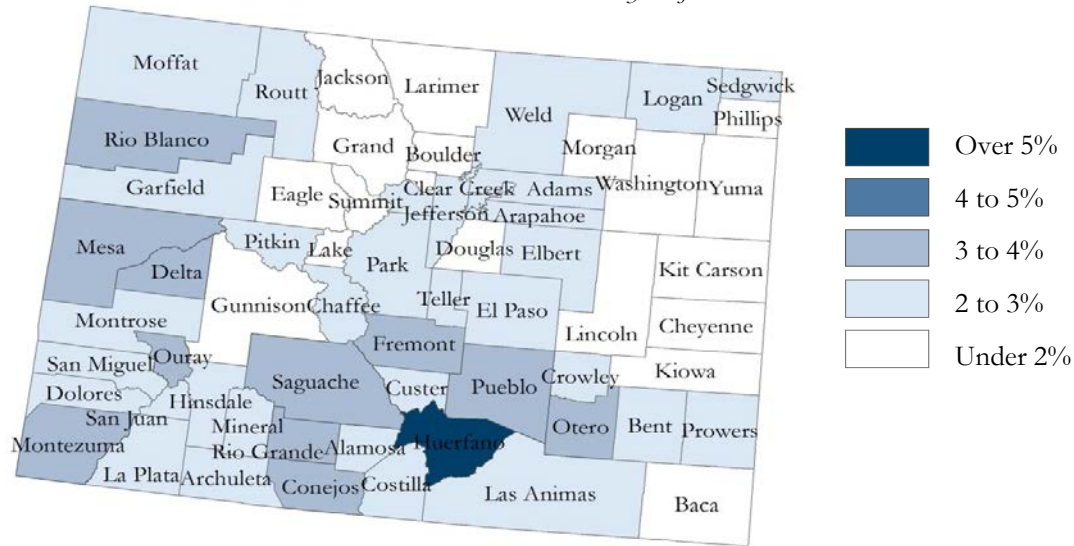 Moffat
Routt
Jackson
Larimer
Weld
Logan
Sedgwick
Phillips
Rio Blanco
Grand
Boulder
Morgan
Washington
Yuma
Garfield
Eagle
Summit
Clear Creek
Adams
Jefferson
Arapahoe
Mesa
Delta
Pitkin
Lake
Park
Douglas
Elbert
Kit Carson
Gunnison
Chaffee
Teller
El Paso
Lincoln
Cheyenne
Montrose
Ouray
Fremont
Kiowa
San Miguel
Saguache
Custer
Pueblo
Crowley
Dolores
Hinsdale
San Juan
Mineral
Otero
Bent
Prowers
Montezuma
Rio Grande
Alamosa
Huerfano
La Plata
Archuleta
Conejos
Costilla
Las Animas
Baca
Over 5%
4 to 5%
3 to 4%
2 to 3%
Under 2%